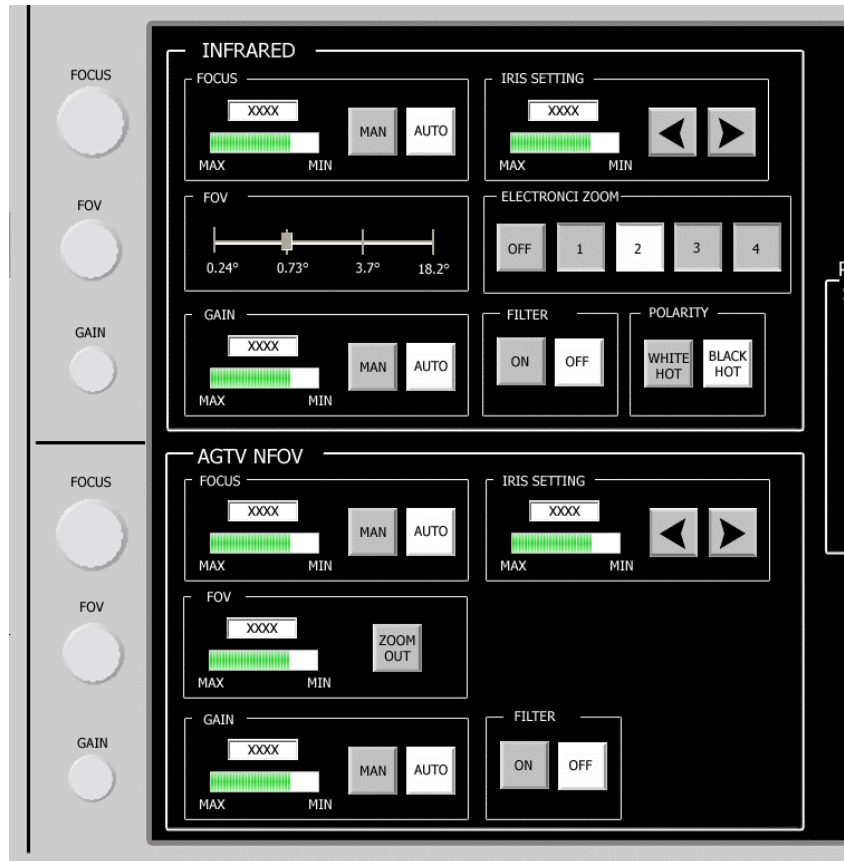 INFRARED
FOCUS
FOCUS
IRIS SETTING
XXXX
MAN
AUTO
XXXX
MAX MIN
MAX MIN
FOV
FOV
ELECTRONCI ZOOM
OFF
1
2
3
4
0.24° 0.73° 3.7° 18.2°
GAIN
GAIN
FILTER
POLARITY
XXXX
MAN
AUTO
ON
OFF
WHITE
HOT
BLACK
HOT
MAX MIN
AGTV NFOV
FOCUS
FOCUS
IRIS SETTING
XXXX
MAN
AUTO
XXXX
MAX MIN
MAX MIN
FOV
FOV
XXXX
ZOOM
OUT
MAX MIN
GAIN
GAIN
FILTER
XXXX
MAN
AUTO
ON
OFF
MAX MIN